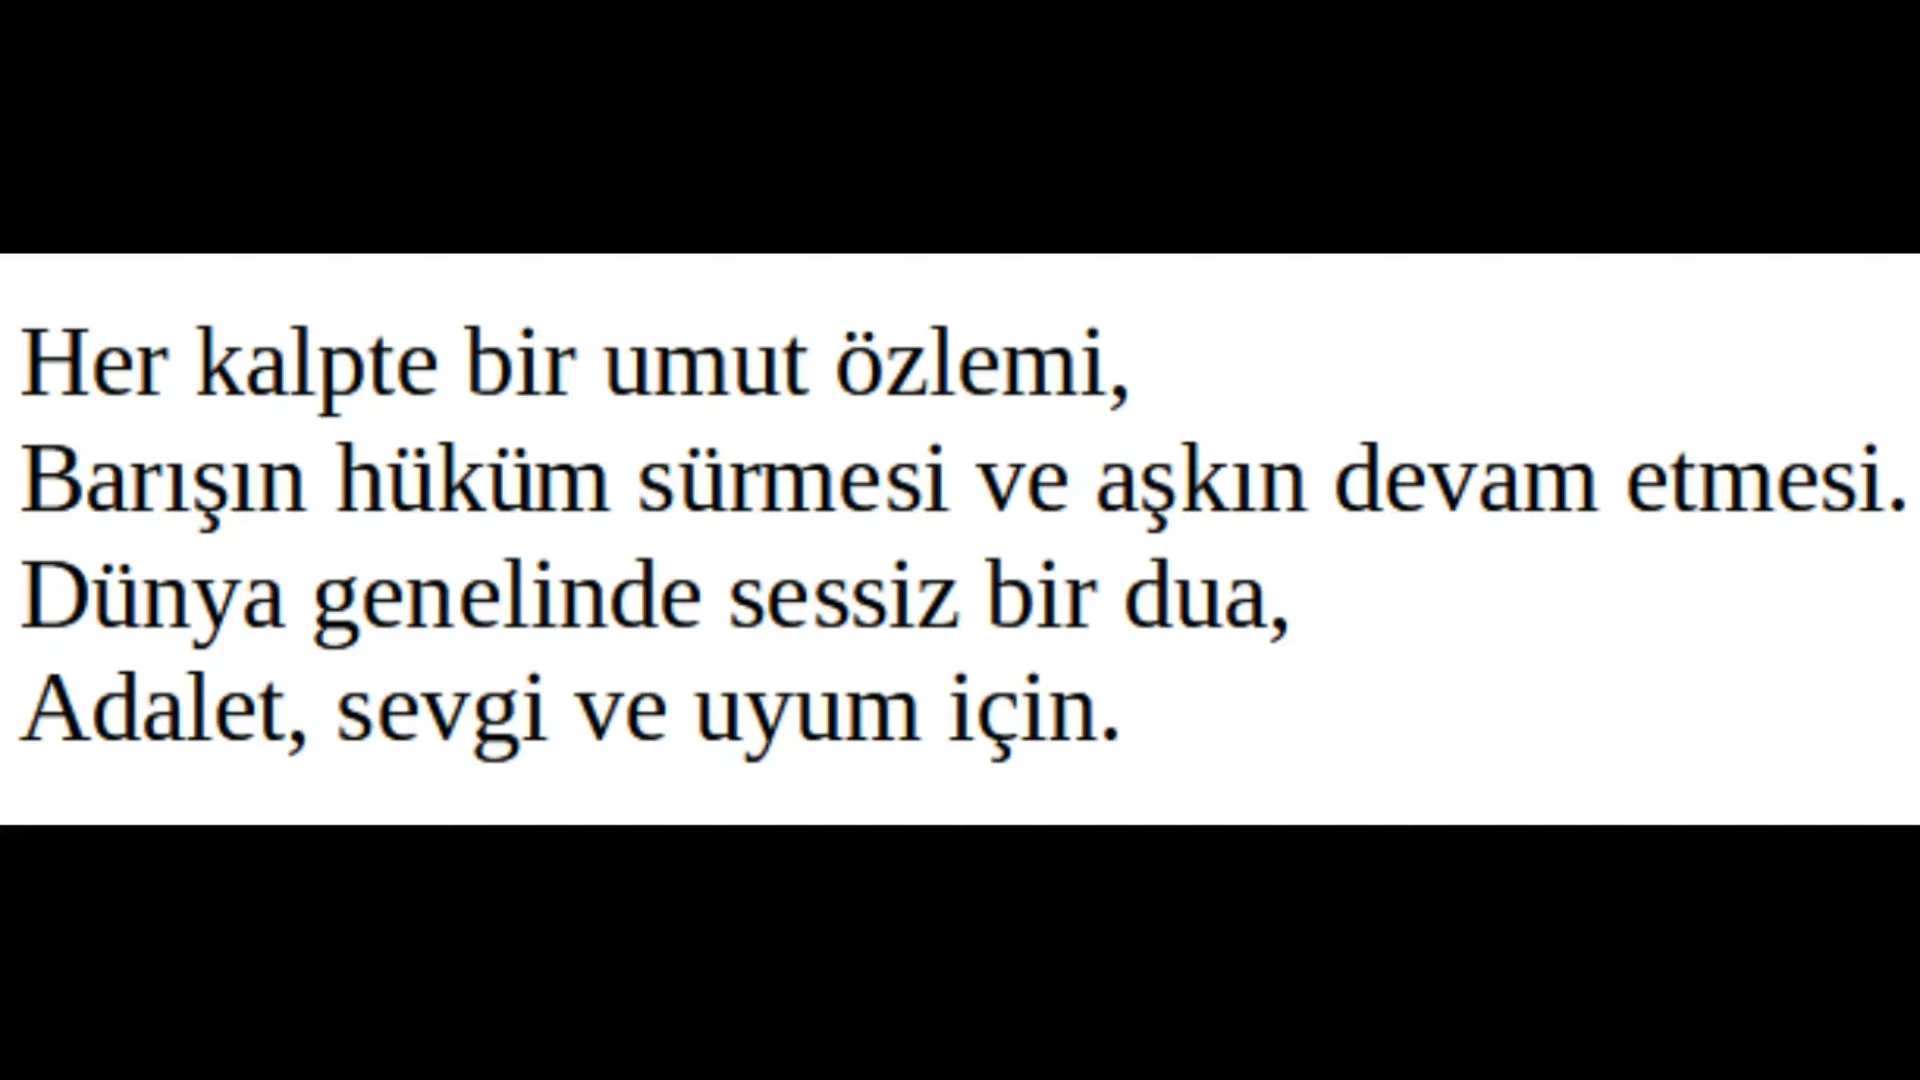 Her kalpte bir umut özlemi,
Barışın hüküm sürmesi ve aşkın devam etmesi.
Dünya genelinde sessiz bir dua,
Adalet, sevgi ve uyum için.